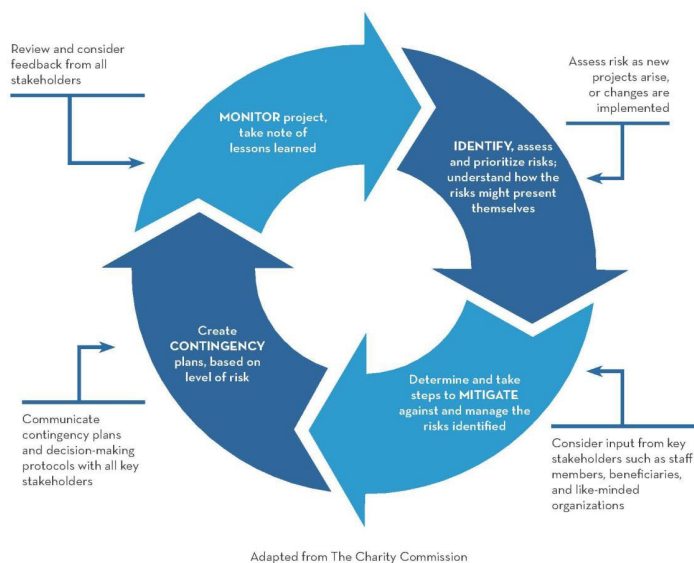 Review and consider
feedback from all
stakeholders
MONITOR project,
take note of
lessons learned
Assess risk as new
projects arise,
or changes are
implemented
IDENTIFY, assess
and prioritize risks;
understand how the
risks might present
themselves
Create
CONTINGENCY
plans, based on
level of risk
Determine and take
steps to MITIGATE
against and manage the
risks identified
Communicate
contingency plans
and decision-making
protocols with all key
stakeholders
Consider input from key
stakeholders such as staff
members, beneficiaries,
and like-minded
organizations
Adapted from The Charity Commission